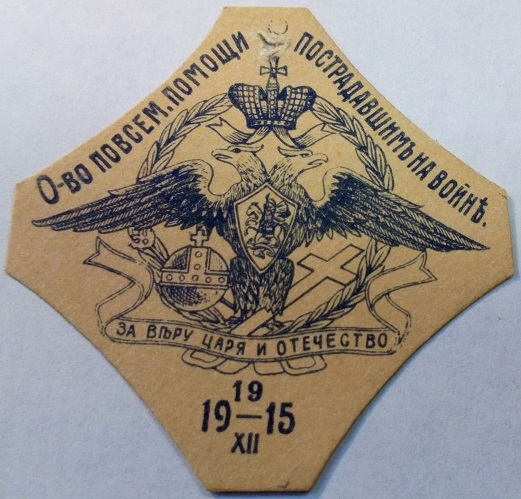 О-во ПОВСЕМ. ПОМОЩИ
ПОСТРАДАВШИМЪ НА ВОЙНѢ.
ЗА ВѢРУ ЦАРЯ И ОТЕЧЕСТВО
19
19—15
XII